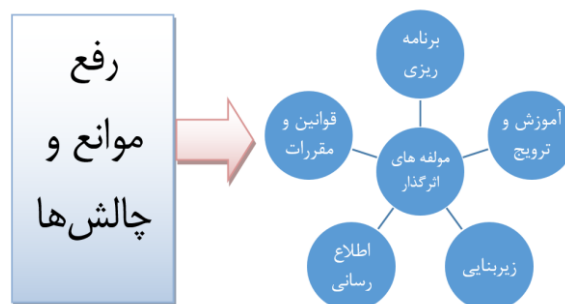 رفع
موانع و
چالش‌ها
برنامه
ریزی
آموزش و
ترویج
زیربنایی
اطلاع
رسانی
قوانین و
مقررات
مولفه های
اثرگذار